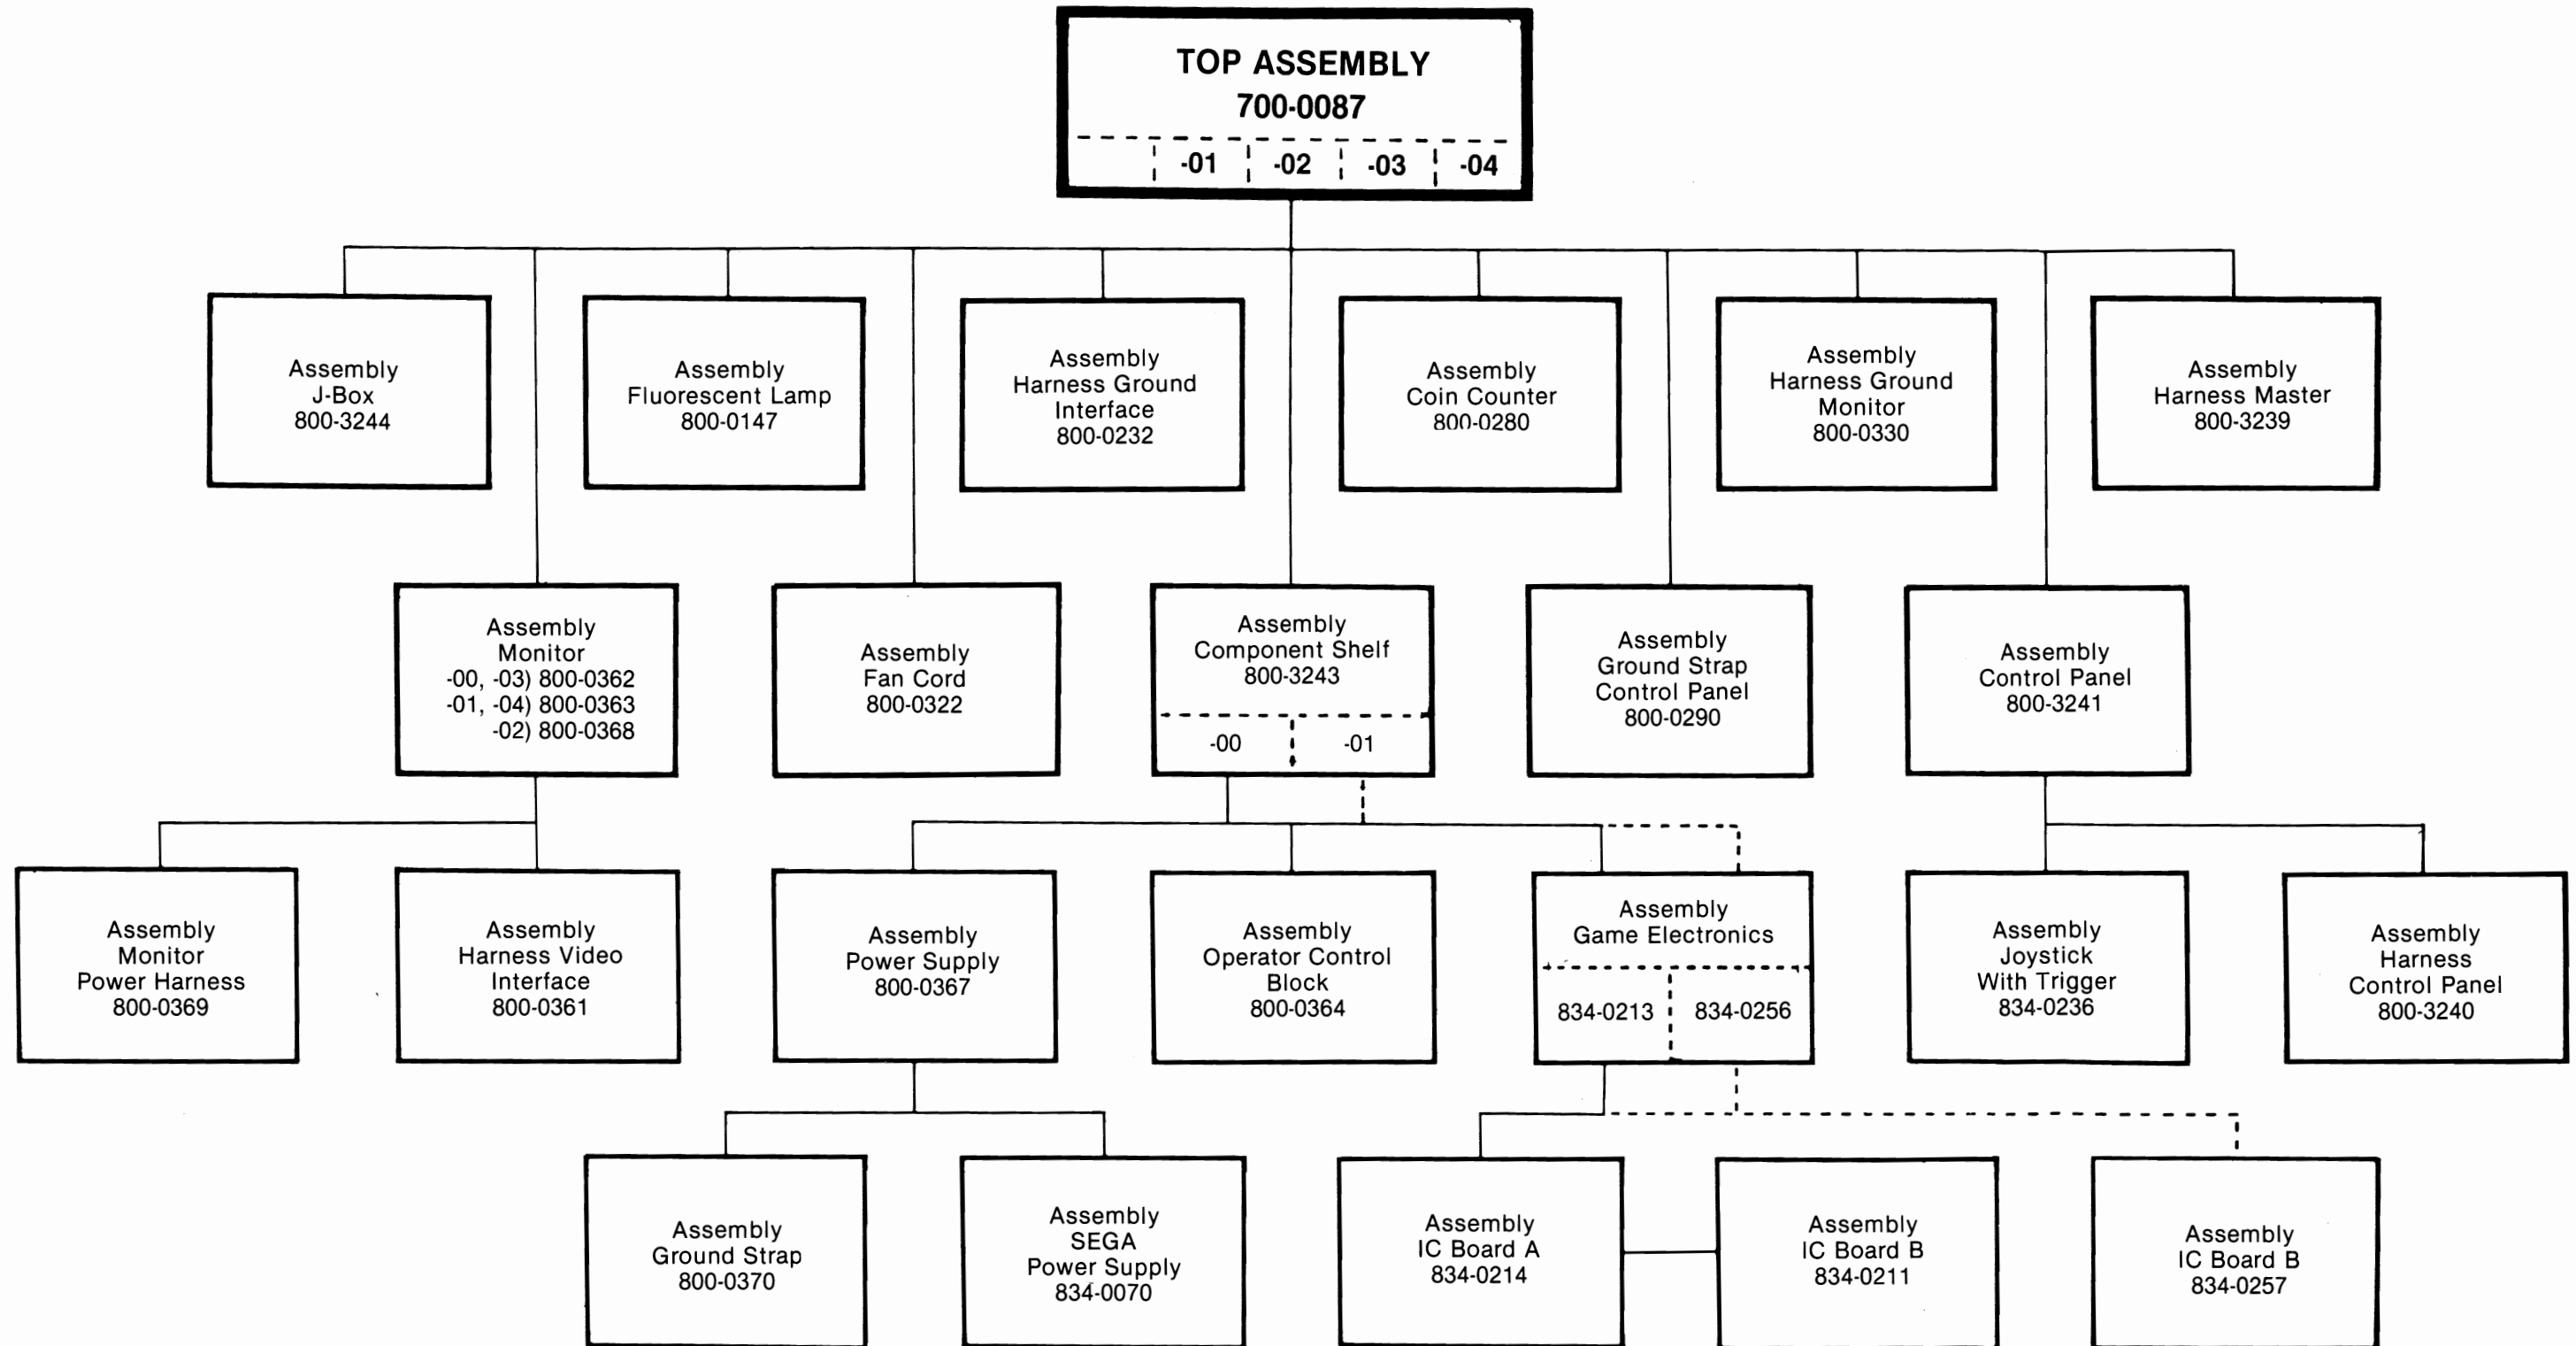 TOP ASSEMBLY
700-0087
-01 -02 -03 -04
Assembly
J-Box
800-3244
Assembly
Fluorescent Lamp
800-0147
Assembly
Harness Ground
Interface
800-0232
Assembly
Coin Counter
800-0280
Assembly
Harness Ground
Monitor
800-0330
Assembly
Harness Master
800-3239
Assembly
Monitor
-00, -03) 800-0362
-01, -04) 800-0363
-02) 800-0368
Assembly
Fan Cord
800-0322
Assembly
Component Shelf
800-3243
-00 -01
Assembly
Ground Strap
Control Panel
800-0290
Assembly
Control Panel
800-3241
Assembly
Monitor
Power Harness
800-0369
Assembly
Harness Video
Interface
800-0361
Assembly
Power Supply
800-0367
Assembly
Operator Control
Block
800-0364
Assembly
Game Electronics
834-0213 834-0256
Assembly
Joystick
With Trigger
834-0236
Assembly
Harness
Control Panel
800-3240
Assembly
Ground Strap
800-0370
Assembly
SEGA
Power Supply
834-0070
Assembly
IC Board A
834-0214
Assembly
IC Board B
834-0211
Assembly
IC Board B
834-0257